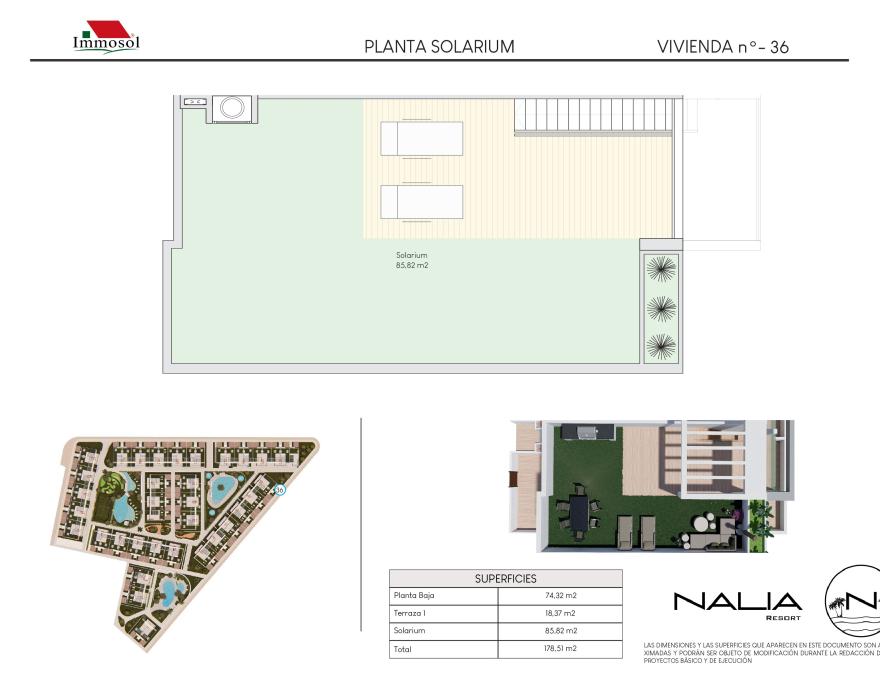 Immosol
PLANTA SOLARIUM
VIVIENDA nº- 36
Solarium
85,82 m2
36
SUPERFICIES
Planta Baja 74,32 m2
Terraza 1 18,37 m2
Solarium 85,82 m2
Total 178,51 m2
NALIA
RESORT
N
LAS DIMENSIONES Y LAS SUPERFICIES QUE APARECEN EN ESTE DOCUMENTO SON A
XIMADAS Y PODRÁN SER OBJETO DE MODIFICACIÓN DURANTE LA REDACCIÓN D
PROYECTOS BÁSICO Y DE EJECUCIÓN